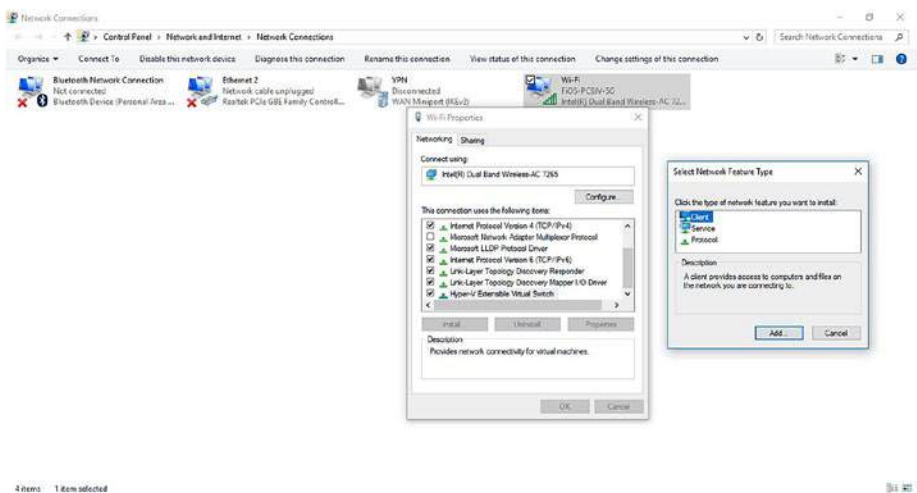 Network Connections
Control Panel > Network and Internet > Network Connections
Search Network Connections
Organize
Connect To
Disable this network device
Diagnose this connection
Rename this connection
View status of this connection
Change settings of this connection
Bluetooth Network Connection
Not connected
Bluetooth Device (Personal Area ...
Ethernet 2
Network cable unplugged
Realtek PCIe GBE Family Controll...
VPN
Disconnected
WAN Miniport (IKEv2)
Wi-Fi
FiOS-PCSIV-5G
Intel(R) Dual Band Wireless-AC 72...
Wi-Fi Properties
Networking
Sharing
Connect using:
Intel(R) Dual Band Wireless-AC 7265
Configure...
This connection uses the following items:
Internet Protocol Version 4 (TCP/IPv4)
Microsoft Network Adapter Multiplexor Protocol
Microsoft LLDP Protocol Driver
Internet Protocol Version 6 (TCP/IPv6)
Link-Layer Topology Discovery Responder
Link-Layer Topology Discovery Mapper I/O Driver
Hyper-V Extensible Virtual Switch
Install...
Uninstall
Properties
Description
Provides network connectivity for virtual machines.
OK
Cancel
Select Network Feature Type
Click the type of network feature you want to install:
Client
Service
Protocol
Description
A client provides access to computers and files on
the network you are connecting to.
Add...
Cancel
4 items
1 item selected